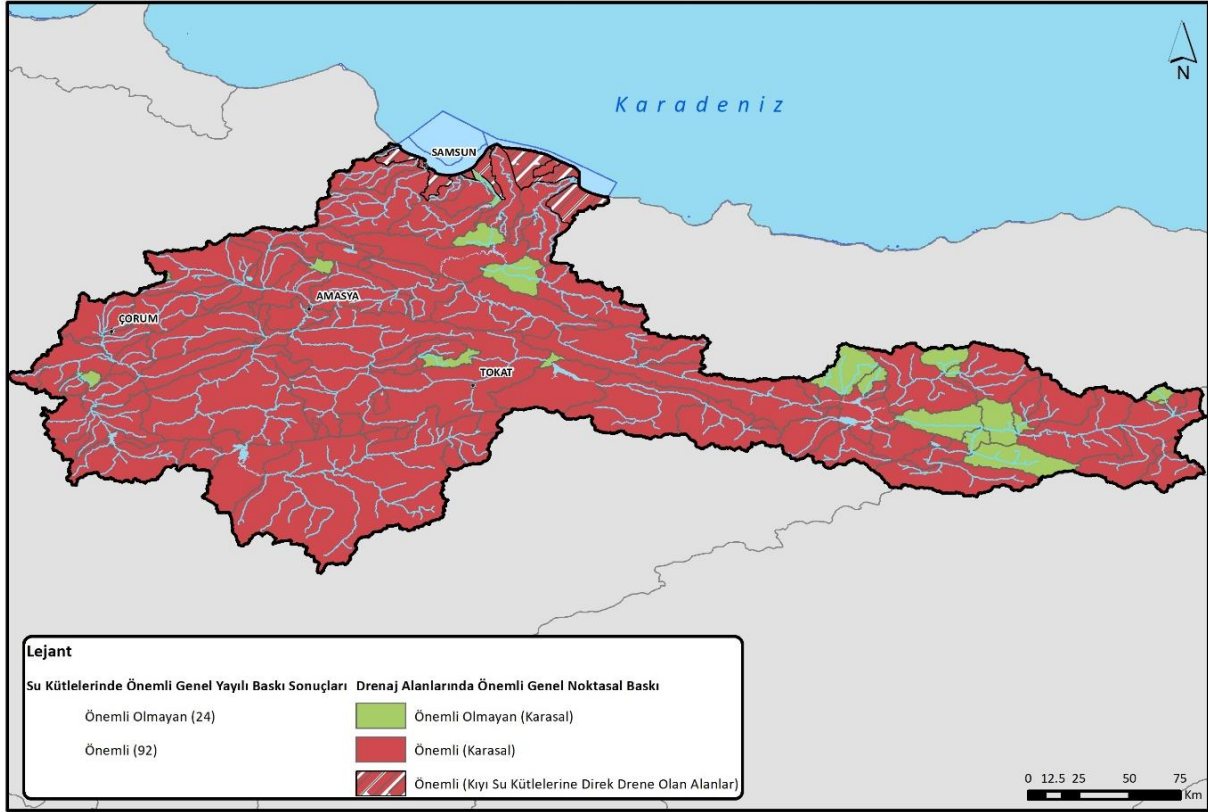 Karadeniz
N
SAMSUN
AMASYA
ÇORUM
TOKAT
Lejant
Su Kütlelerinde Önemli Genel Yayılı Baskı Sonuçları Drenaj Alanlarında Önemli Genel Noktasal Baskı
Önemli Olmayan (24) Önemli Olmayan (Karasal)
Önemli (92) Önemli (Karasal)
Önemli (Kıyı Su Kütlelerine Direk Drene Olan Alanlar)
0 12.5 25 50 75
Km